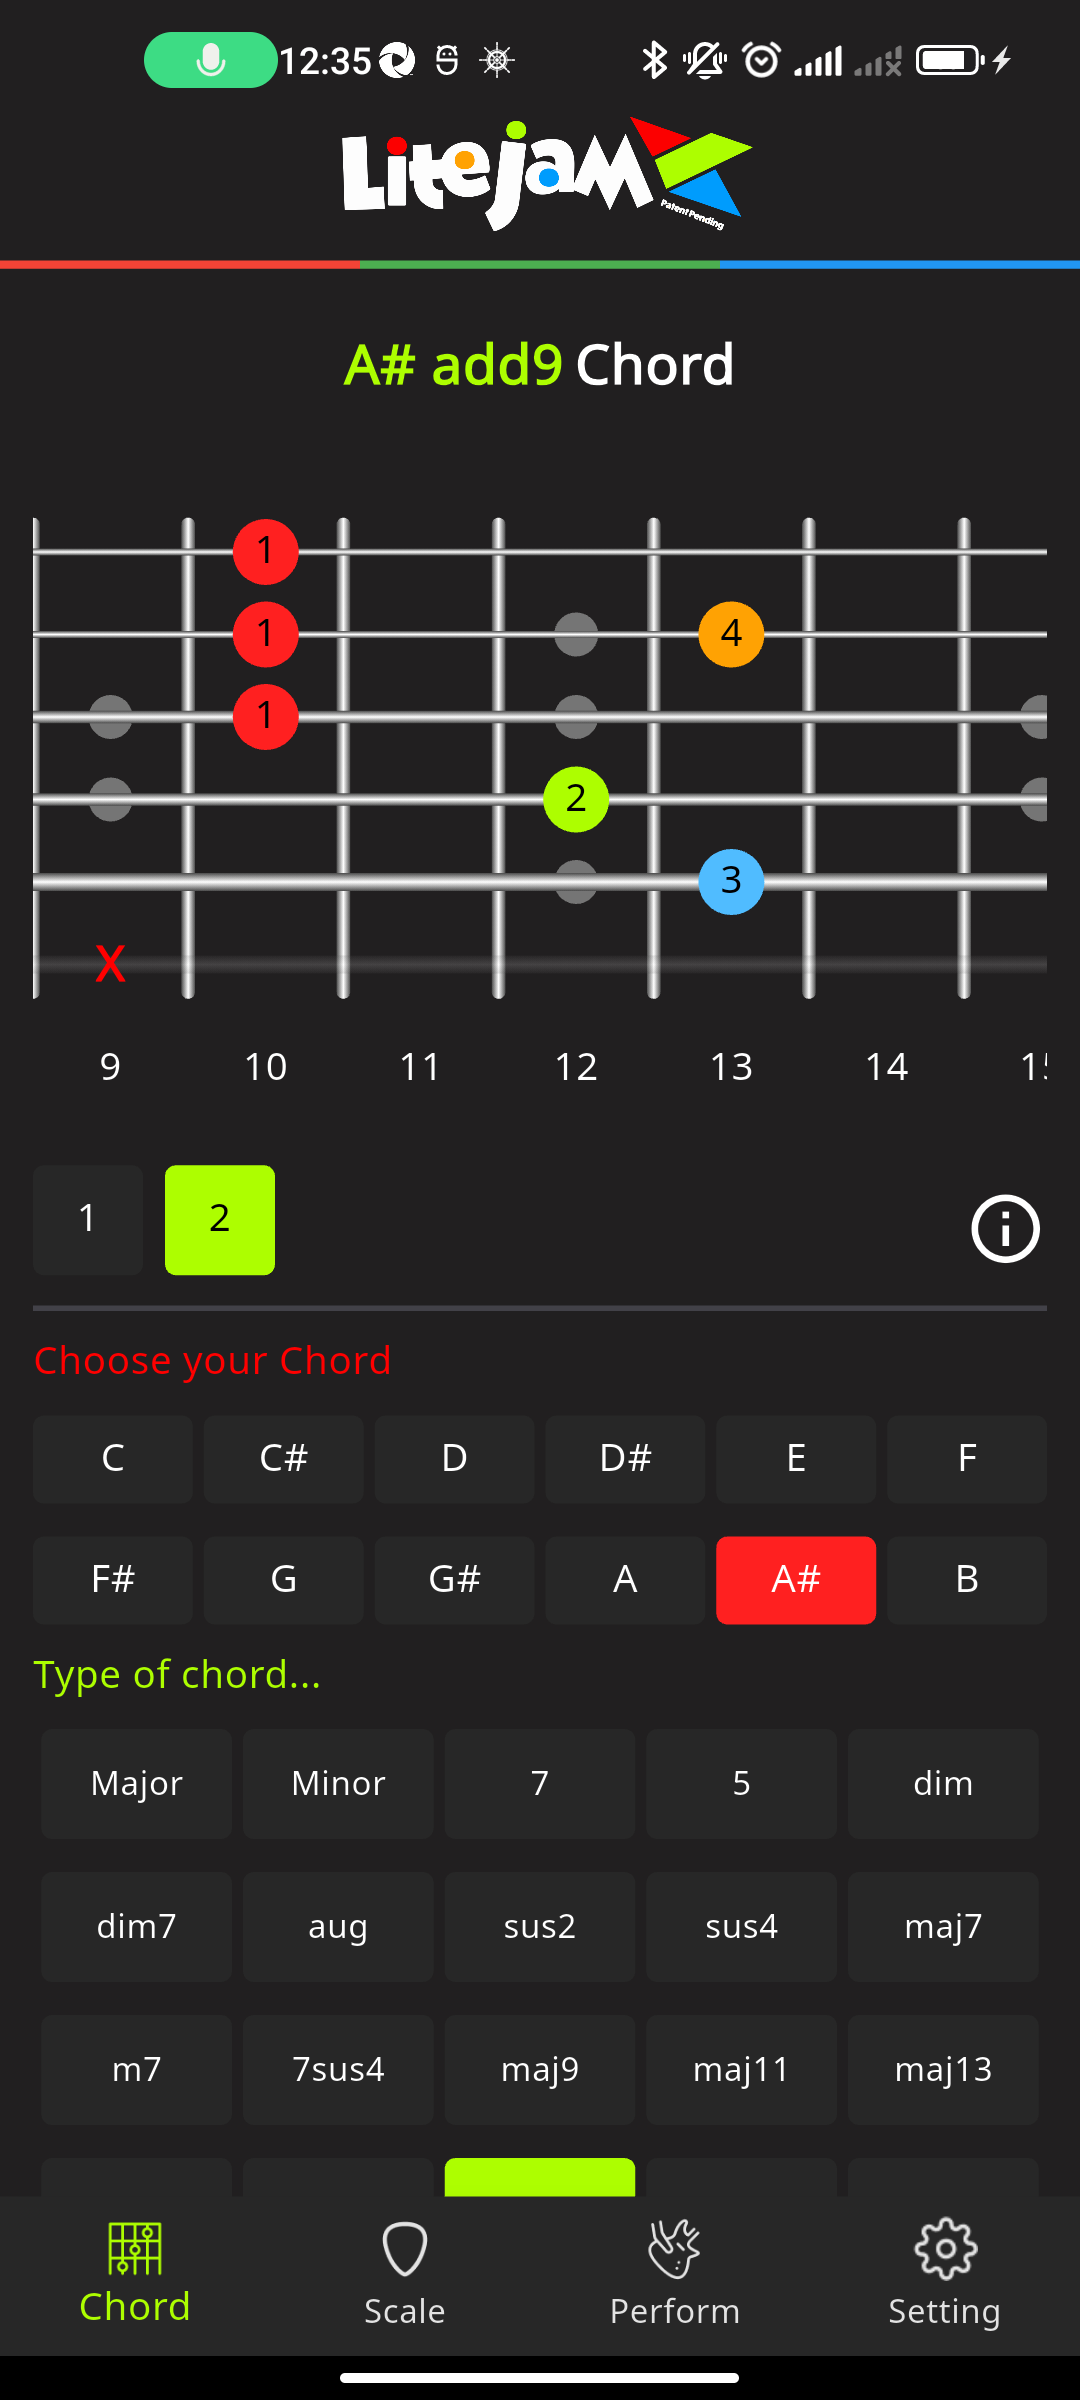 12:35
Litejam
Patent Pending
A# add9 Chord
1
1 4
1
2
3
X
9 10 11 12 13 14 15
1 2
Choose your Chord
C C# D D# E F
F# G G# A A# B
Type of chord...
Major Minor 7 5 dim
dim7 aug sus2 sus4 maj7
m7 7sus4 maj9 maj11 maj13
Chord Scale Perform Setting